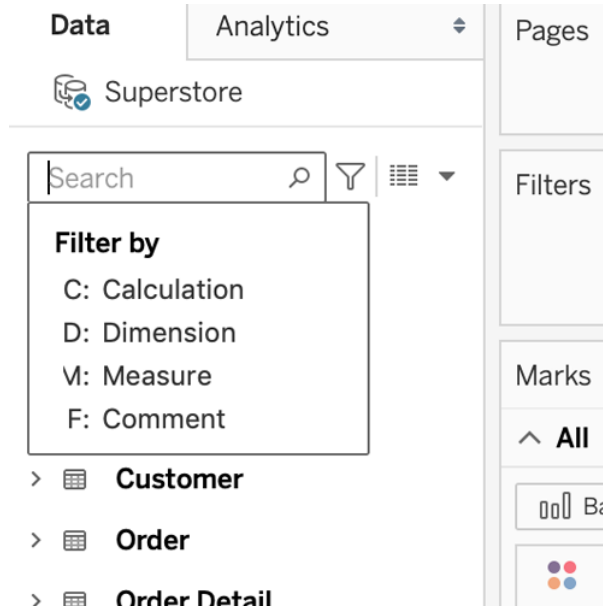 Data Analytics Pages
Superstore
Search
Filters
Filter by
C: Calculation
D: Dimension
M: Measure
F: Comment
Marks
All
Customer
Order
Order Detail